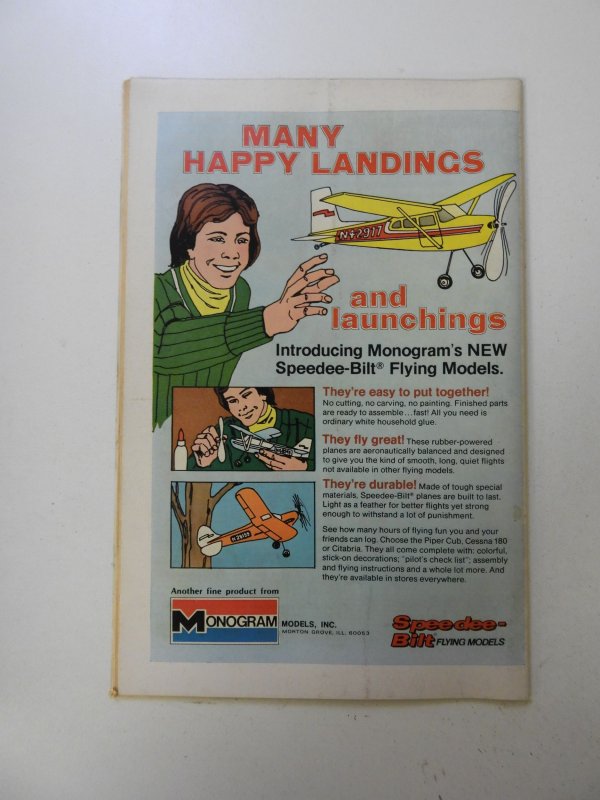 MANY
HAPPY LANDINGS
N42917
and
launchings
Introducing Monogram's NEW
Speedee-Bilt® Flying Models.
They're easy to put together!
No cutting, no carving, no painting. Finished parts
are ready to assemble...fast! All you need is
ordinary white household glue.
They fly great! These rubber-powered
planes are aeronautically balanced and designed
to give you the kind of smooth, long, quiet flights
not available in other flying models.
They're durable! Made of tough special
materials, Speedee-Bilt® planes are built to last.
Light as a feather for better flights yet strong
enough to withstand a lot of punishment.
See how many hours of flying fun you and your
friends can log. Choose the Piper Cub, Cessna 180
or Citabria. They all come complete with: colorful,
stick-on decorations; "pilot's check list"; assembly
and flying instructions and a whole lot more. And
they're available in stores everywhere.
Another fine product from
MONOGRAM MODELS, INC.
MORTON GROVE, ILL. 60053
Speedee-
Bilt® FLYING MODELS